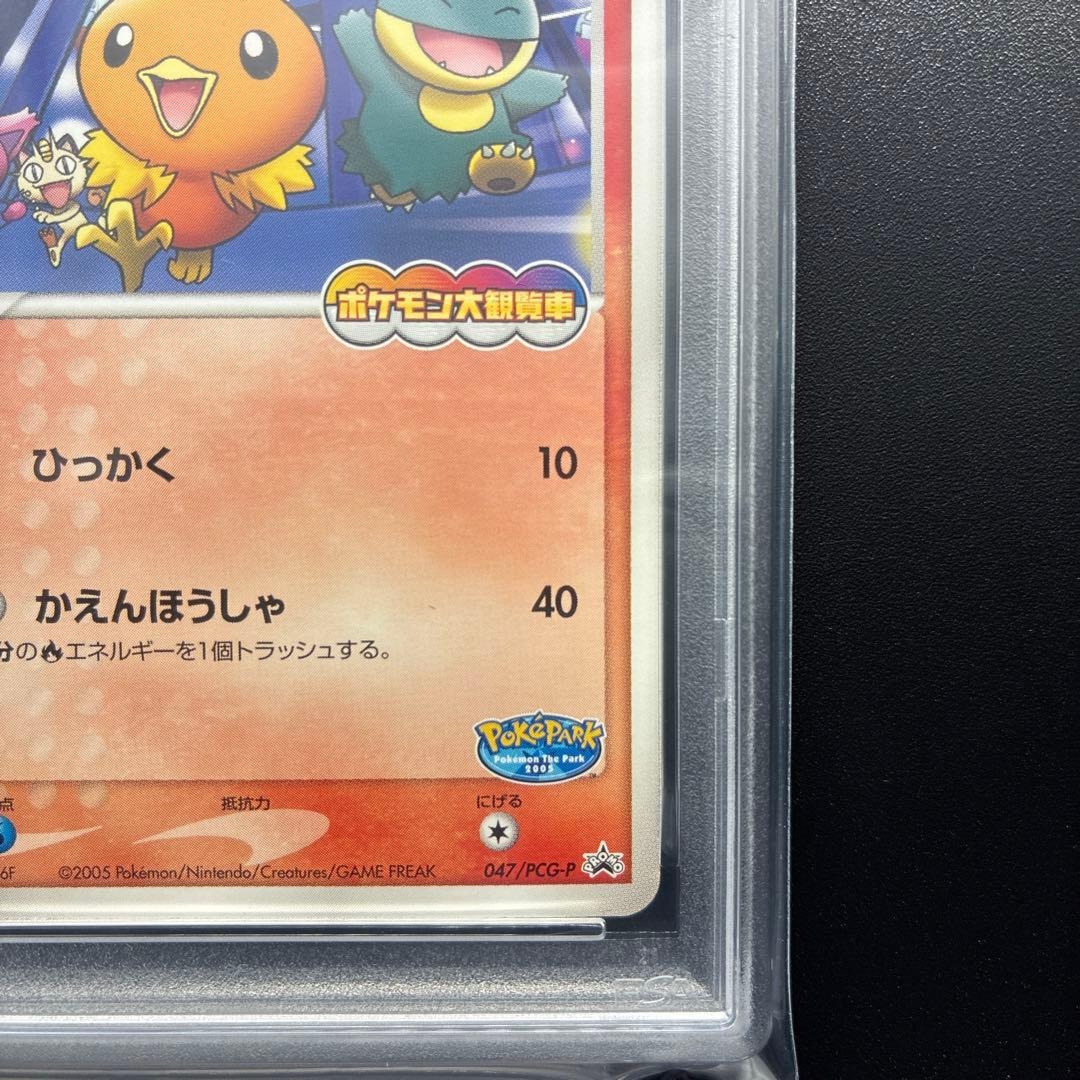 ポケモン大観覧車
ひっかく 10
かえんほうしゃ 40
分の エネルギーを1個トラッシュする。
POKÉPARK
Pokémon The Park
2005
™
点 抵抗力 にげる
6F ©2005 Pokémon/Nintendo/Creatures/GAME FREAK 047/PCG-P PROMO
PSA